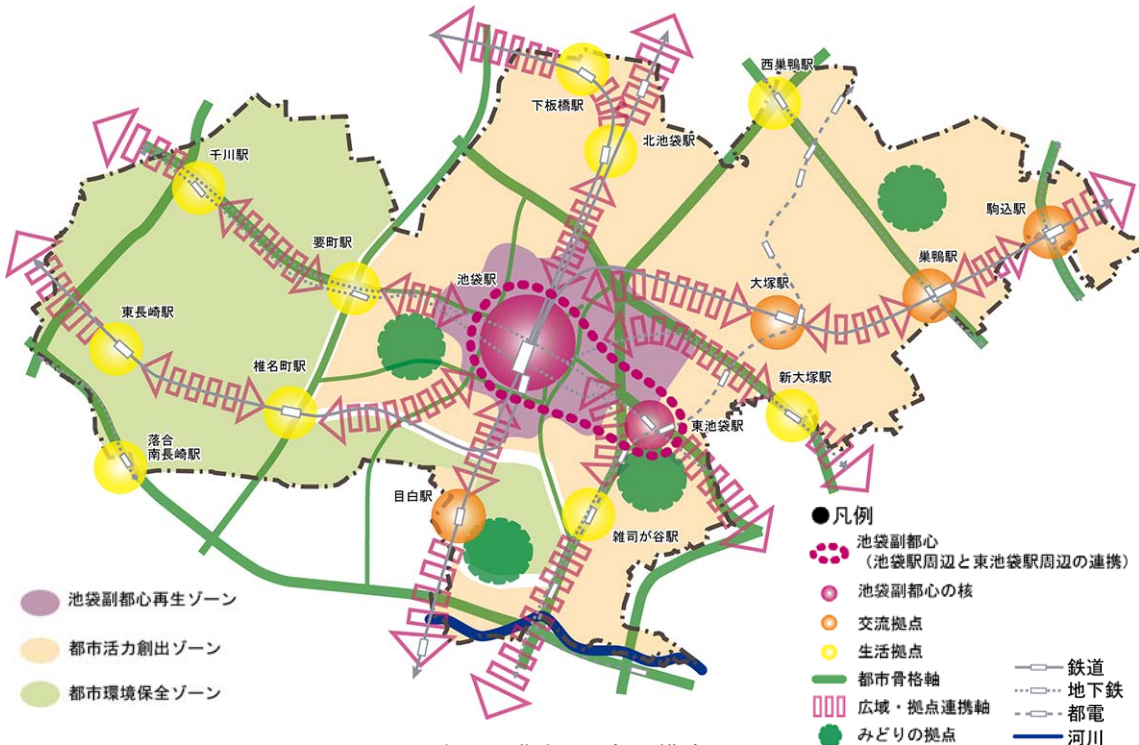 下板橋駅
西巣鴨駅
北池袋駅
千川駅
駒込駅
要町駅
池袋駅
巣鴨駅
大塚駅
東長崎駅
椎名町駅
新大塚駅
東池袋駅
落合
南長崎駅
目白駅
雑司が谷駅
池袋副都心再生ゾーン
都市活力創出ゾーン
都市環境保全ゾーン
●凡例
池袋副都心
(池袋駅周辺と東池袋駅周辺の連携)
池袋副都心の核
交流拠点
生活拠点
都市骨格軸
広域・拠点連携軸
みどりの拠点
鉄道
地下鉄
都電
河川